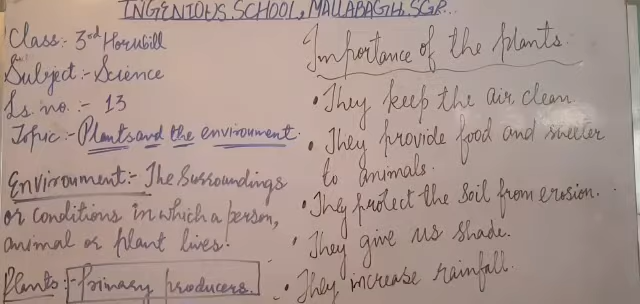 INGENIOUS SCHOOL, MALLABAGH, SGR...
Class:- 3rd Hornbill
Subject:- Science
Ls. no. :- 13
Topic:- Plants and the environment.
Environment:- The Surroundings
or conditions in which a person,
animal or plant lives.
Plants:- Primary producers.
Importance of the plants:
• They keep the air clean
• They provide food and shelter
to animals.
• They protect the soil from erosion.
• They give us shade.
• They increase rainfall.